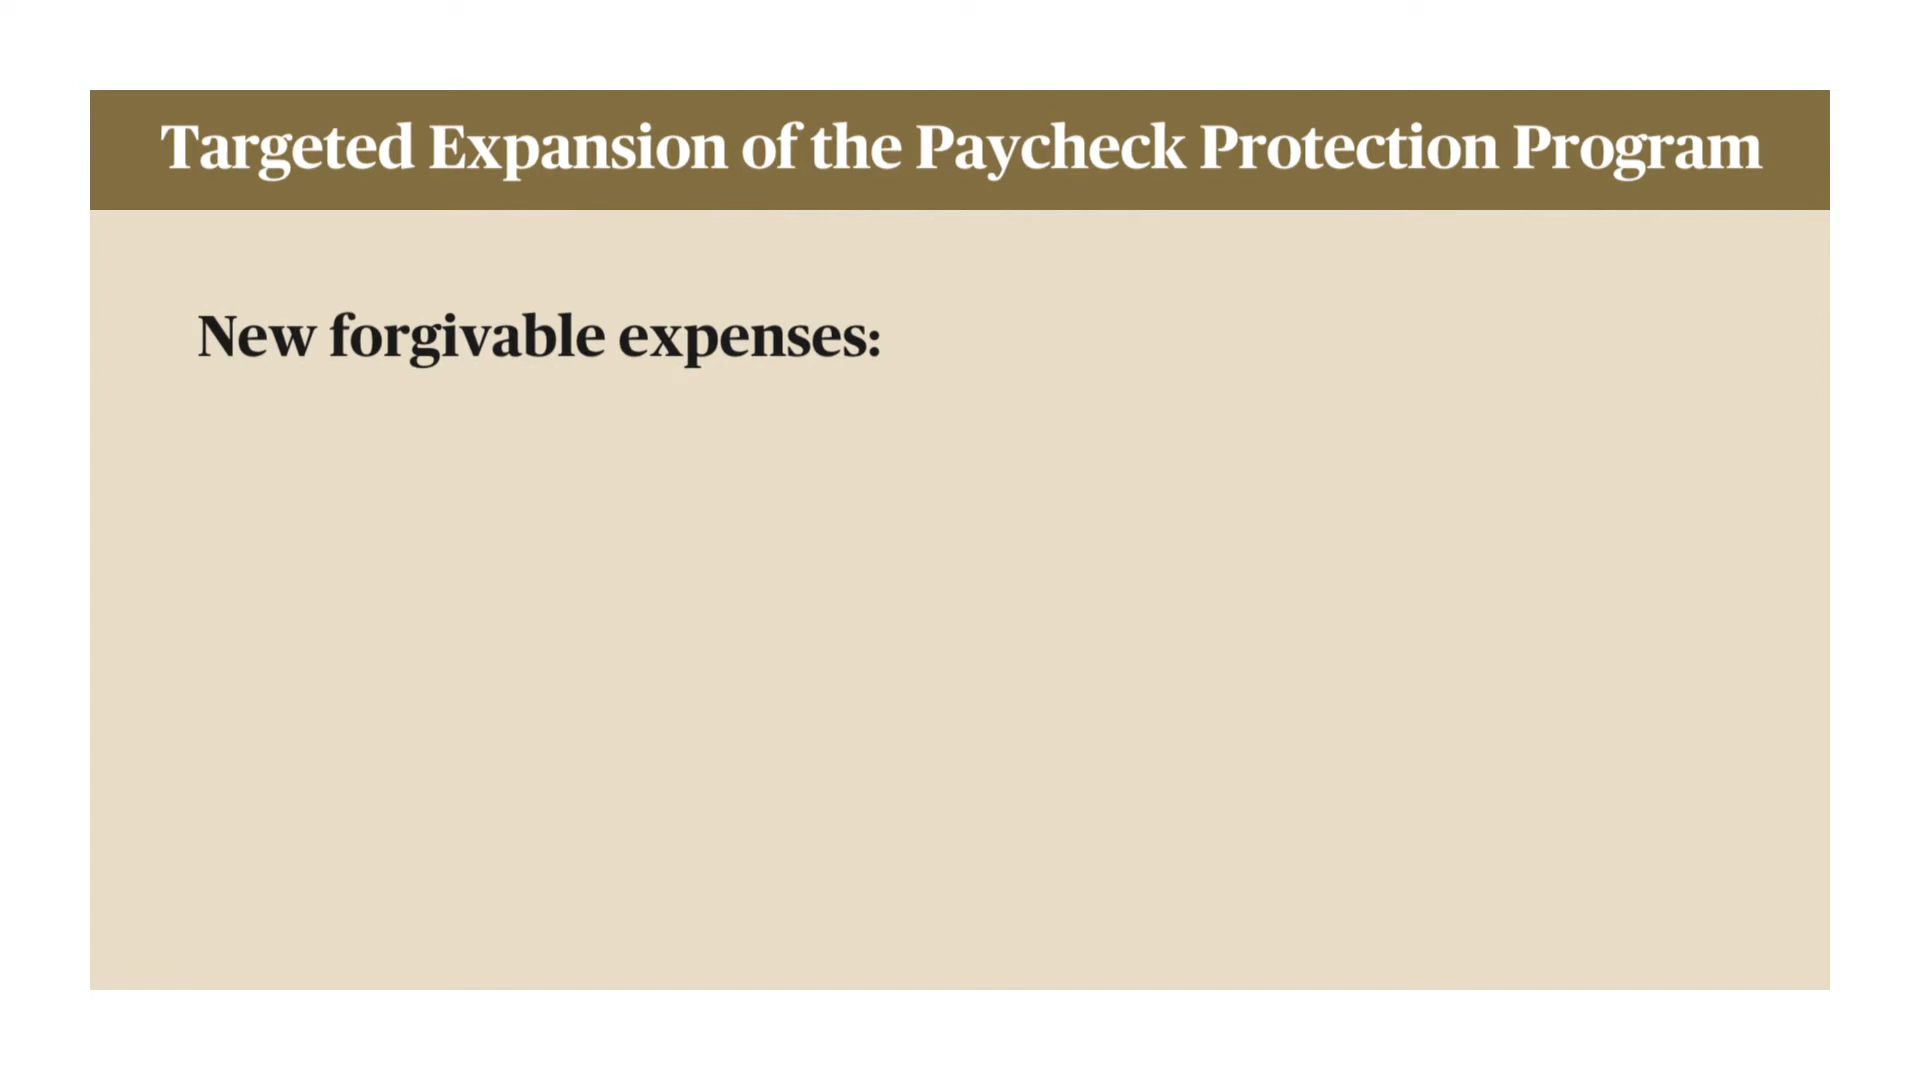 Targeted Expansion of the Paycheck Protection Program
New forgivable expenses: